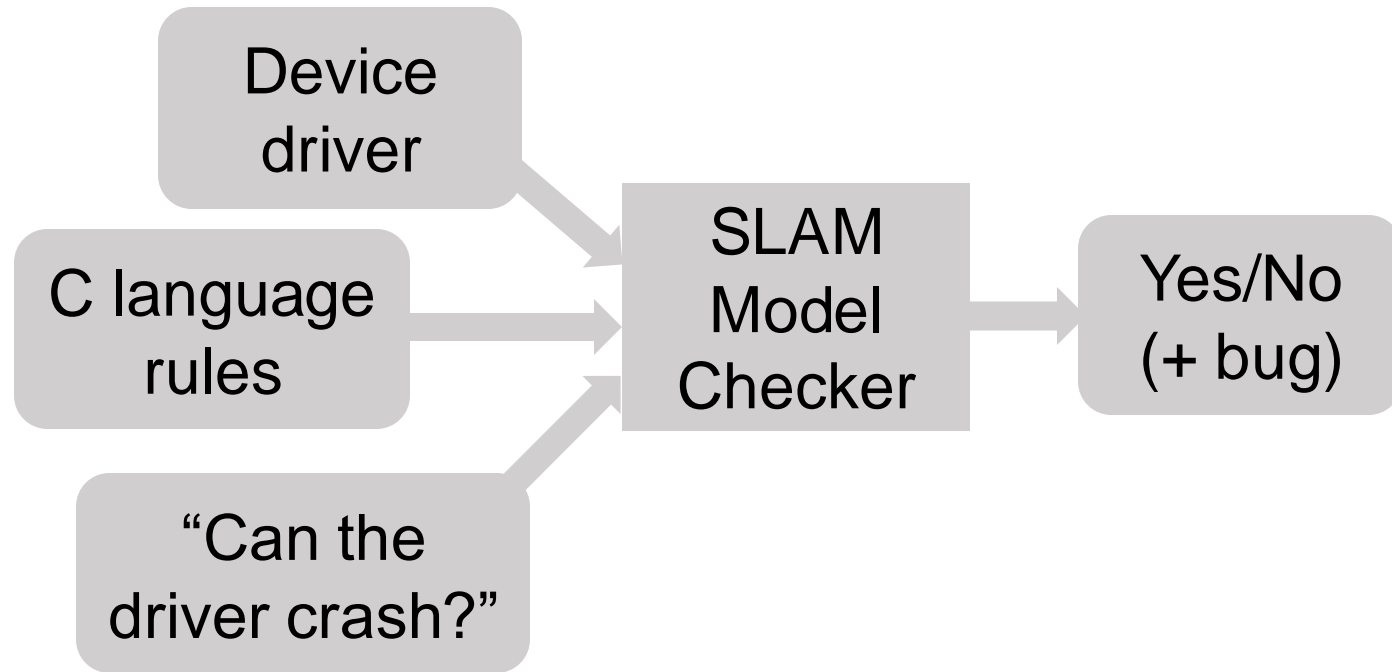 Device
driver
C language
rules
“Can the
driver crash?”
SLAM
Model
Checker
Yes/No
(+ bug)